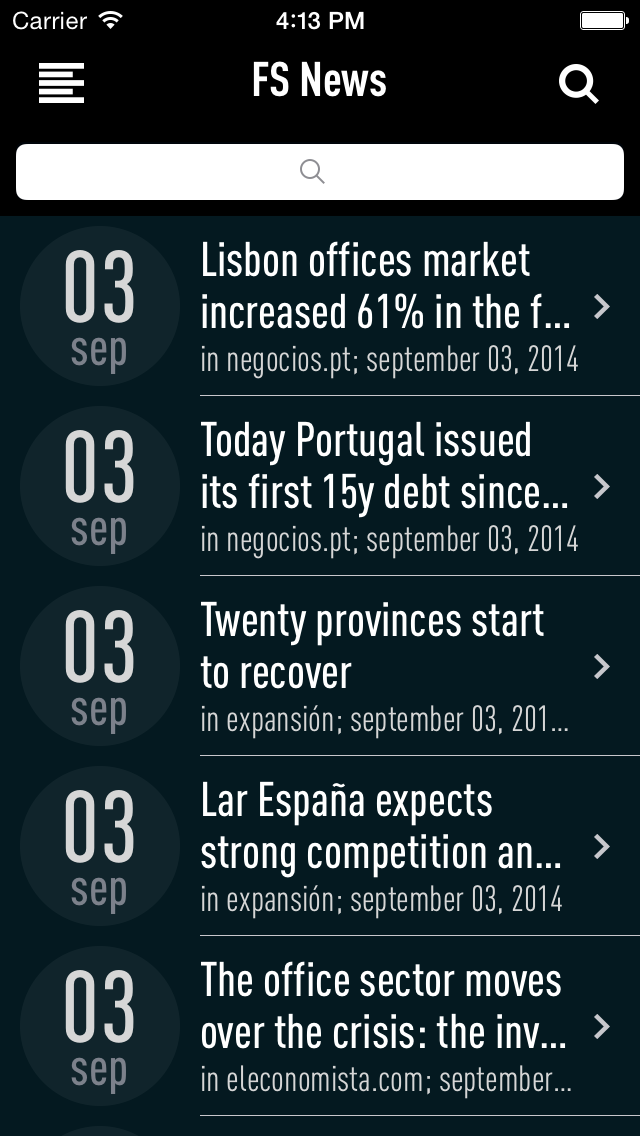 Carrier 4:13 PM
FS News
03
sep
Lisbon offices market
increased 61% in the f...
in negocios.pt; september 03, 2014
03
sep
Today Portugal issued
its first 15y debt since...
in negocios.pt; september 03, 2014
03
sep
Twenty provinces start
to recover
in expansión; september 03, 201...
03
sep
Lar España expects
strong competition an...
in expansión; september 03, 2014
03
sep
The office sector moves
over the crisis: the inv...
in eleconomista.com; september...